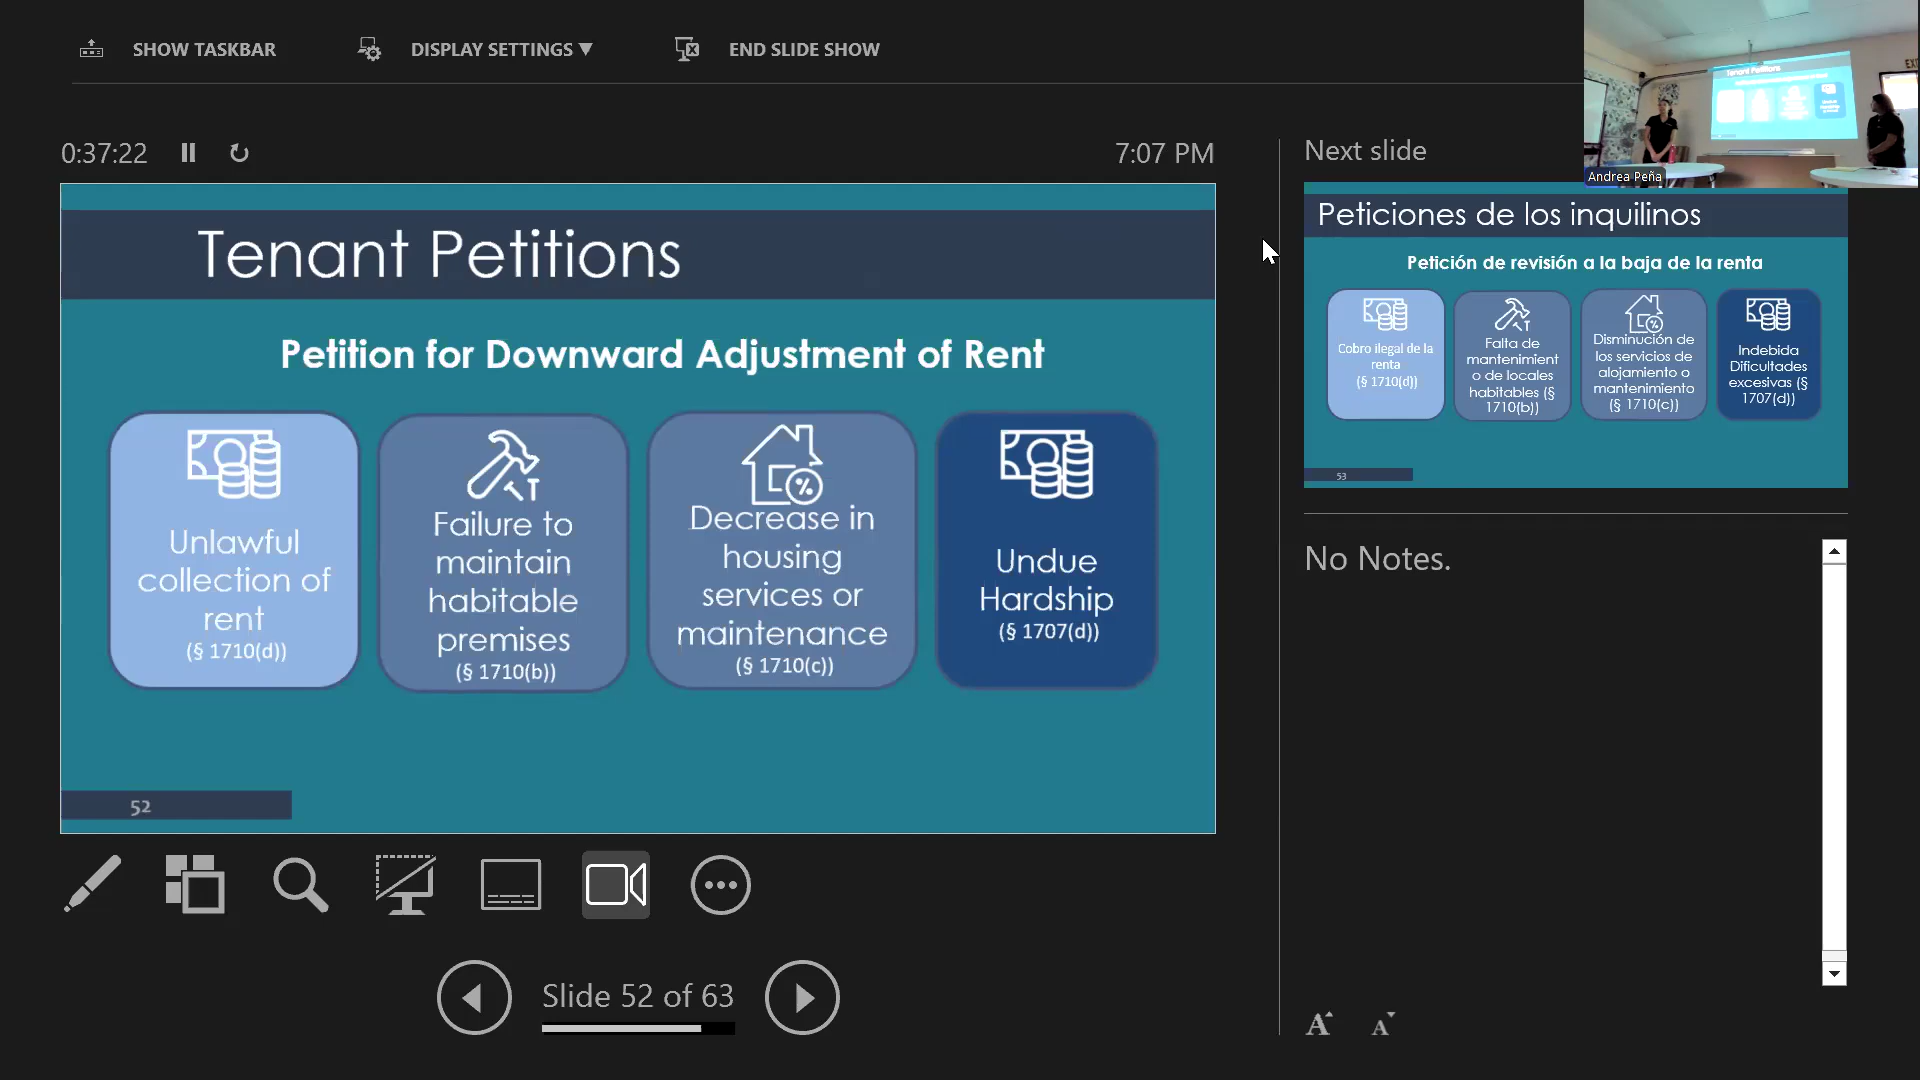 SHOW TASKBAR
DISPLAY SETTINGS ▼
END SLIDE SHOW
0:37:22
7:07 PM
Tenant Petitions
Petition for Downward Adjustment of Rent
Unlawful
collection of
rent
(§ 1710(d))
Failure to
maintain
habitable
premises
(§ 1710(b))
Decrease in
housing
services or
maintenance
(§ 1710(c))
Undue
Hardship
(§ 1707(d))
52
Slide 52 of 63
Next slide
Tenant Petitions
Andrea Peña
Peticiones de los inquilinos
Petición de revisión a la baja de la renta
Cobro ilegal de la
renta
(§ 1710(d))
Falta de
mantenimient
o de locales
habitables (§
1710(b))
Disminución de
los servicios de
alojamiento o
mantenimiento
(§ 1710(c))
Indebida
Dificultades
excesivas (§
1707(d))
53
No Notes.
A A